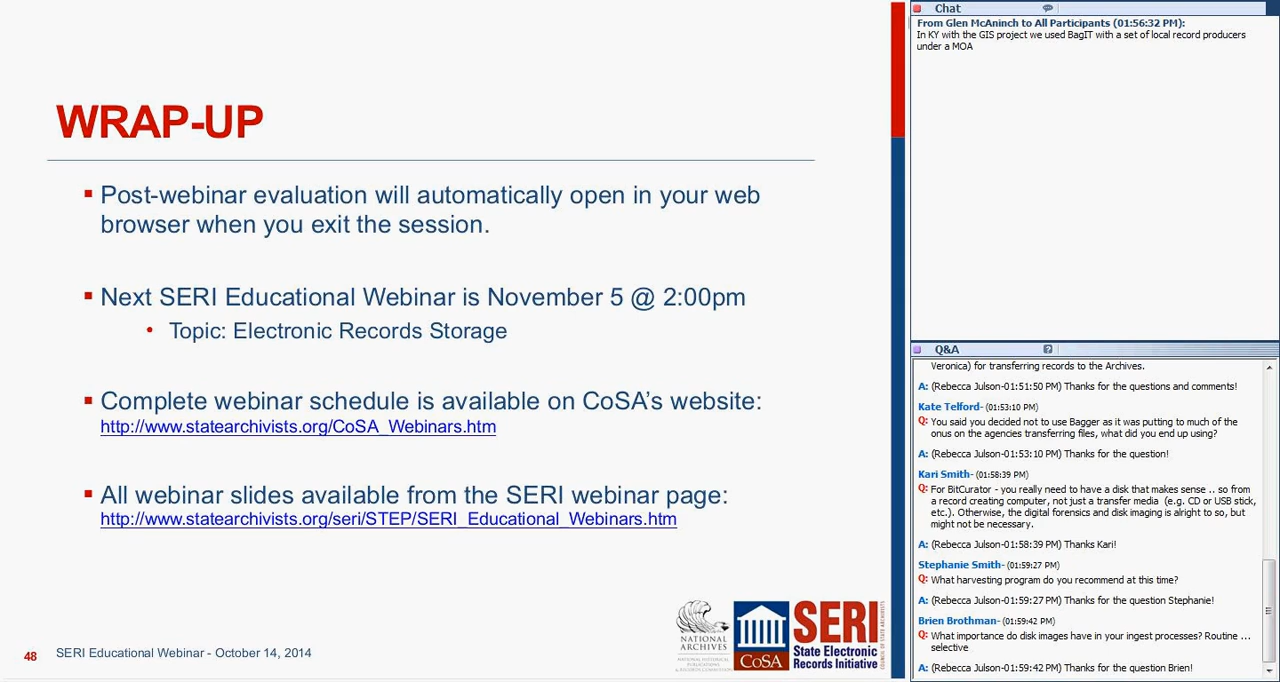 WRAP-UP
Post-webinar evaluation will automatically open in your web
browser when you exit the session.
Next SERI Educational Webinar is November 5 @ 2:00pm
Topic: Electronic Records Storage
Complete webinar schedule is available on CoSA's website:
http://www.statearchivists.org/CoSA_Webinars.htm
All webinar slides available from the SERI webinar page:
http://www.statearchivists.org/seri/STEP/SERI_Educational_Webinars.htm
48
SERI Educational Webinar - October 14, 2014
NATIONAL
ARCHIVES
NATIONAL HISTORICAL
PUBLICATIONS
& RECORDS COMMISSION
CoSA
SERI
State Electronic
Records Initiative
COUNCIL OF STATE ARCHIVISTS
Chat
From Glen McAninch to All Participants (01:56:32 PM):
In KY with the GIS project we used BagIT with a set of local record producers
under a MOA
Q&A
Veronica) for transferring records to the Archives.
A: (Rebecca Julson-01:51:50 PM) Thanks for the questions and comments!
Kate Telford- (01:53:10 PM)
Q: You said you decided not to use Bagger as it was putting to much of the
onus on the agencies transferring files, what did you end up using?
A: (Rebecca Julson-01:53:10 PM) Thanks for the question!
Kari Smith- (01:58:39 PM)
Q: For BitCurator - you really need to have a disk that makes sense .. so from
a record creating computer, not just a transfer media (e.g. CD or USB stick,
etc.). Otherwise, the digital forensics and disk imaging is alright to so, but
might not be necessary.
A: (Rebecca Julson-01:58:39 PM) Thanks Kari!
Stephanie Smith- (01:59:27 PM)
Q: What harvesting program do you recommend at this time?
A: (Rebecca Julson-01:59:27 PM) Thanks for the question Stephanie!
Brien Brothman- (01:59:42 PM)
Q: What importance do disk images have in your ingest processes? Routine ...
selective
A: (Rebecca Julson-01:59:42 PM) Thanks for the question Brien!